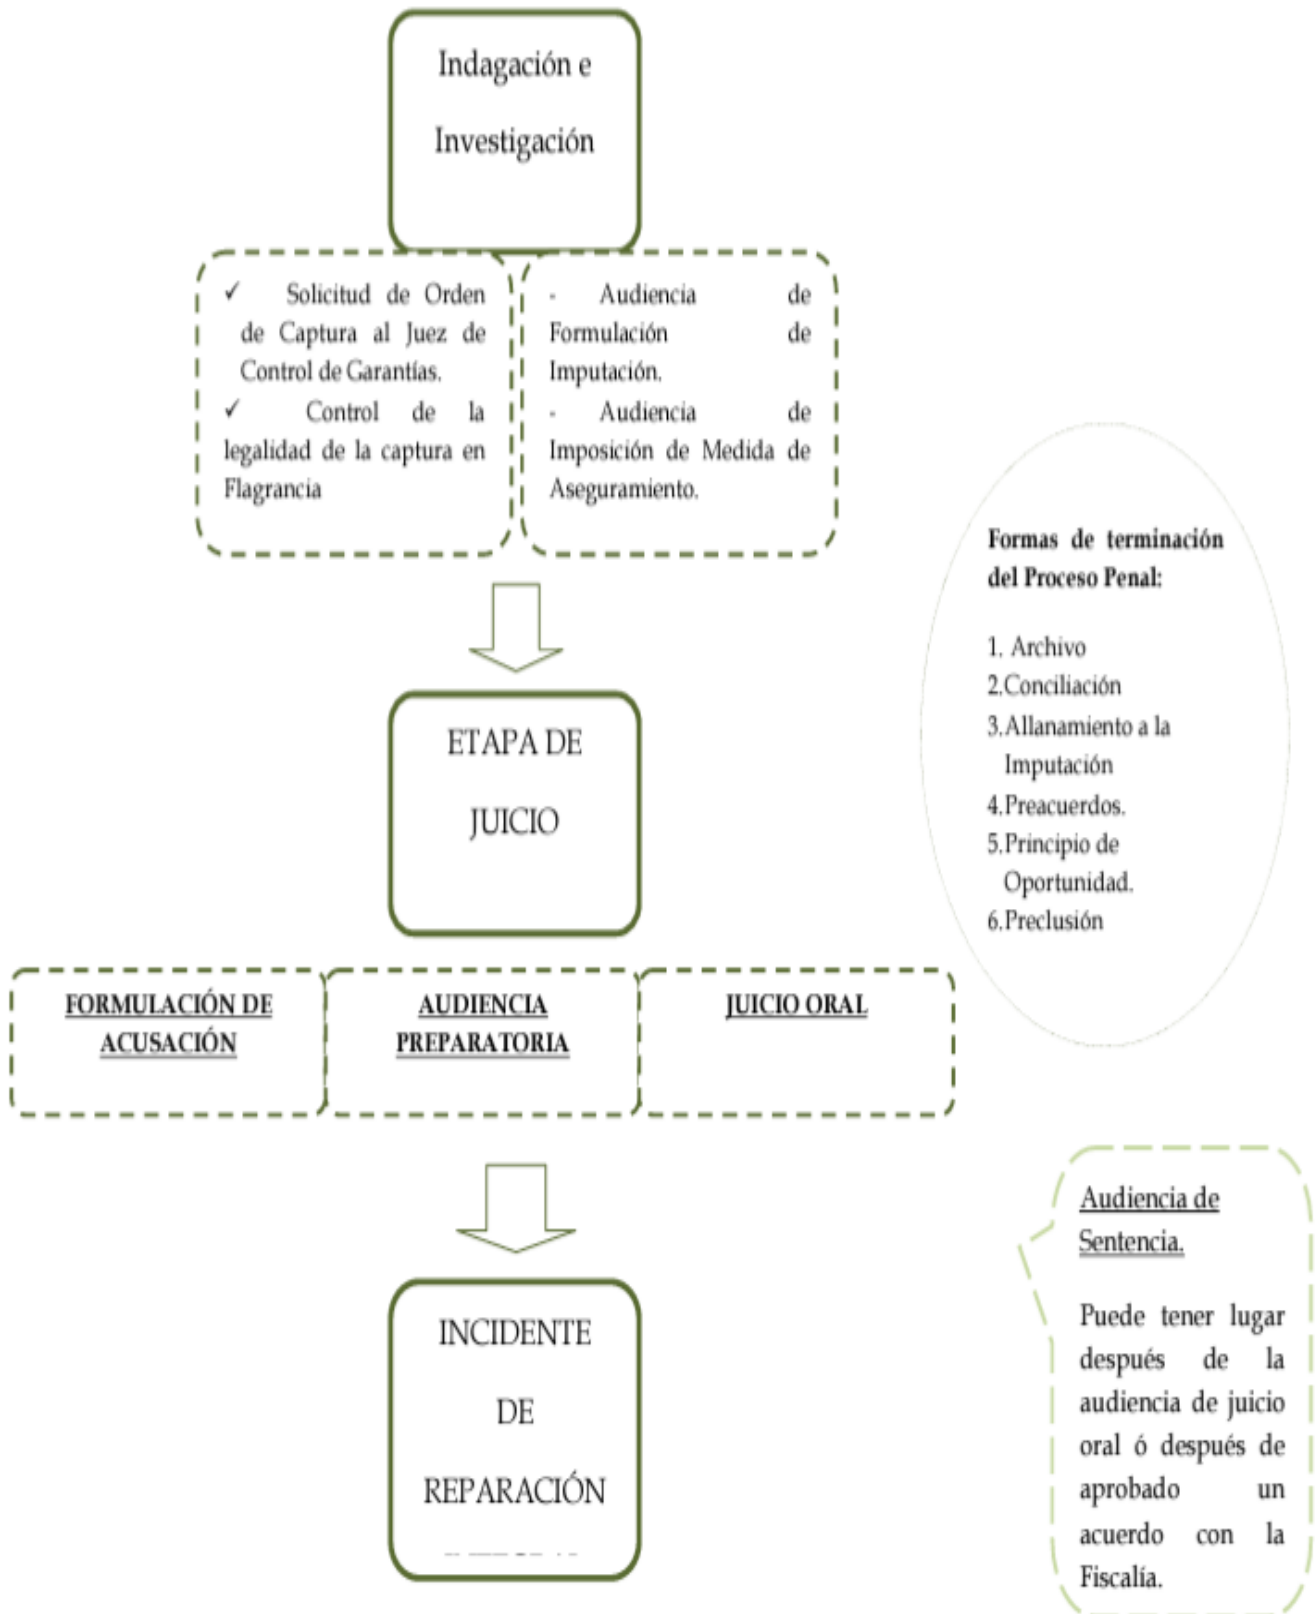 Indagación e
Investigación
✓ Solicitud de Orden
de Captura al Juez de
Control de Garantías.
✓ Control de la
legalidad de la captura en
Flagrancia
- Audiencia de
Formulación de
Imputación.
- Audiencia de
Imposición de Medida de
Aseguramiento.
Formas de terminación
del Proceso Penal:
1. Archivo
2.Conciliación
3.Allanamiento a la
Imputación
4.Preacuerdos.
5.Principio de
Oportunidad.
6.Preclusión
ETAPA DE
JUICIO
FORMULACIÓN DE
ACUSACIÓN
AUDIENCIA
PREPARATORIA
JUICIO ORAL
INCIDENTE
DE
REPARACIÓN
Audiencia de
Sentencia.
Puede tener lugar
después de la
audiencia de juicio
oral ó después de
aprobado un
acuerdo con la
Fiscalía.